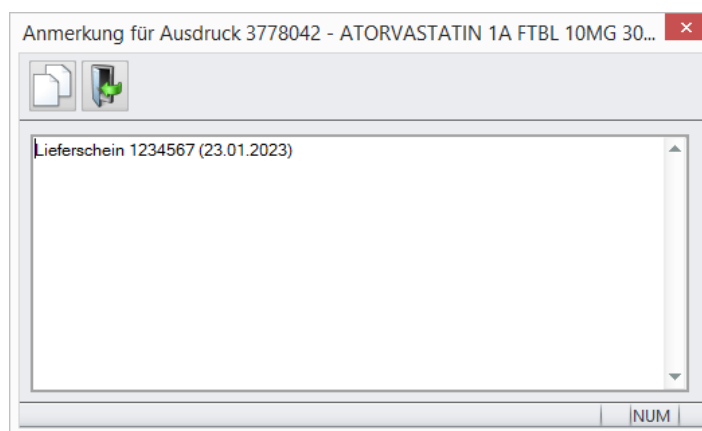 Anmerkung für Ausdruck 3778042 - ATORVASTATIN 1A FTBL 10MG 30...
Lieferschein 1234567 (23.01.2023)
NUM